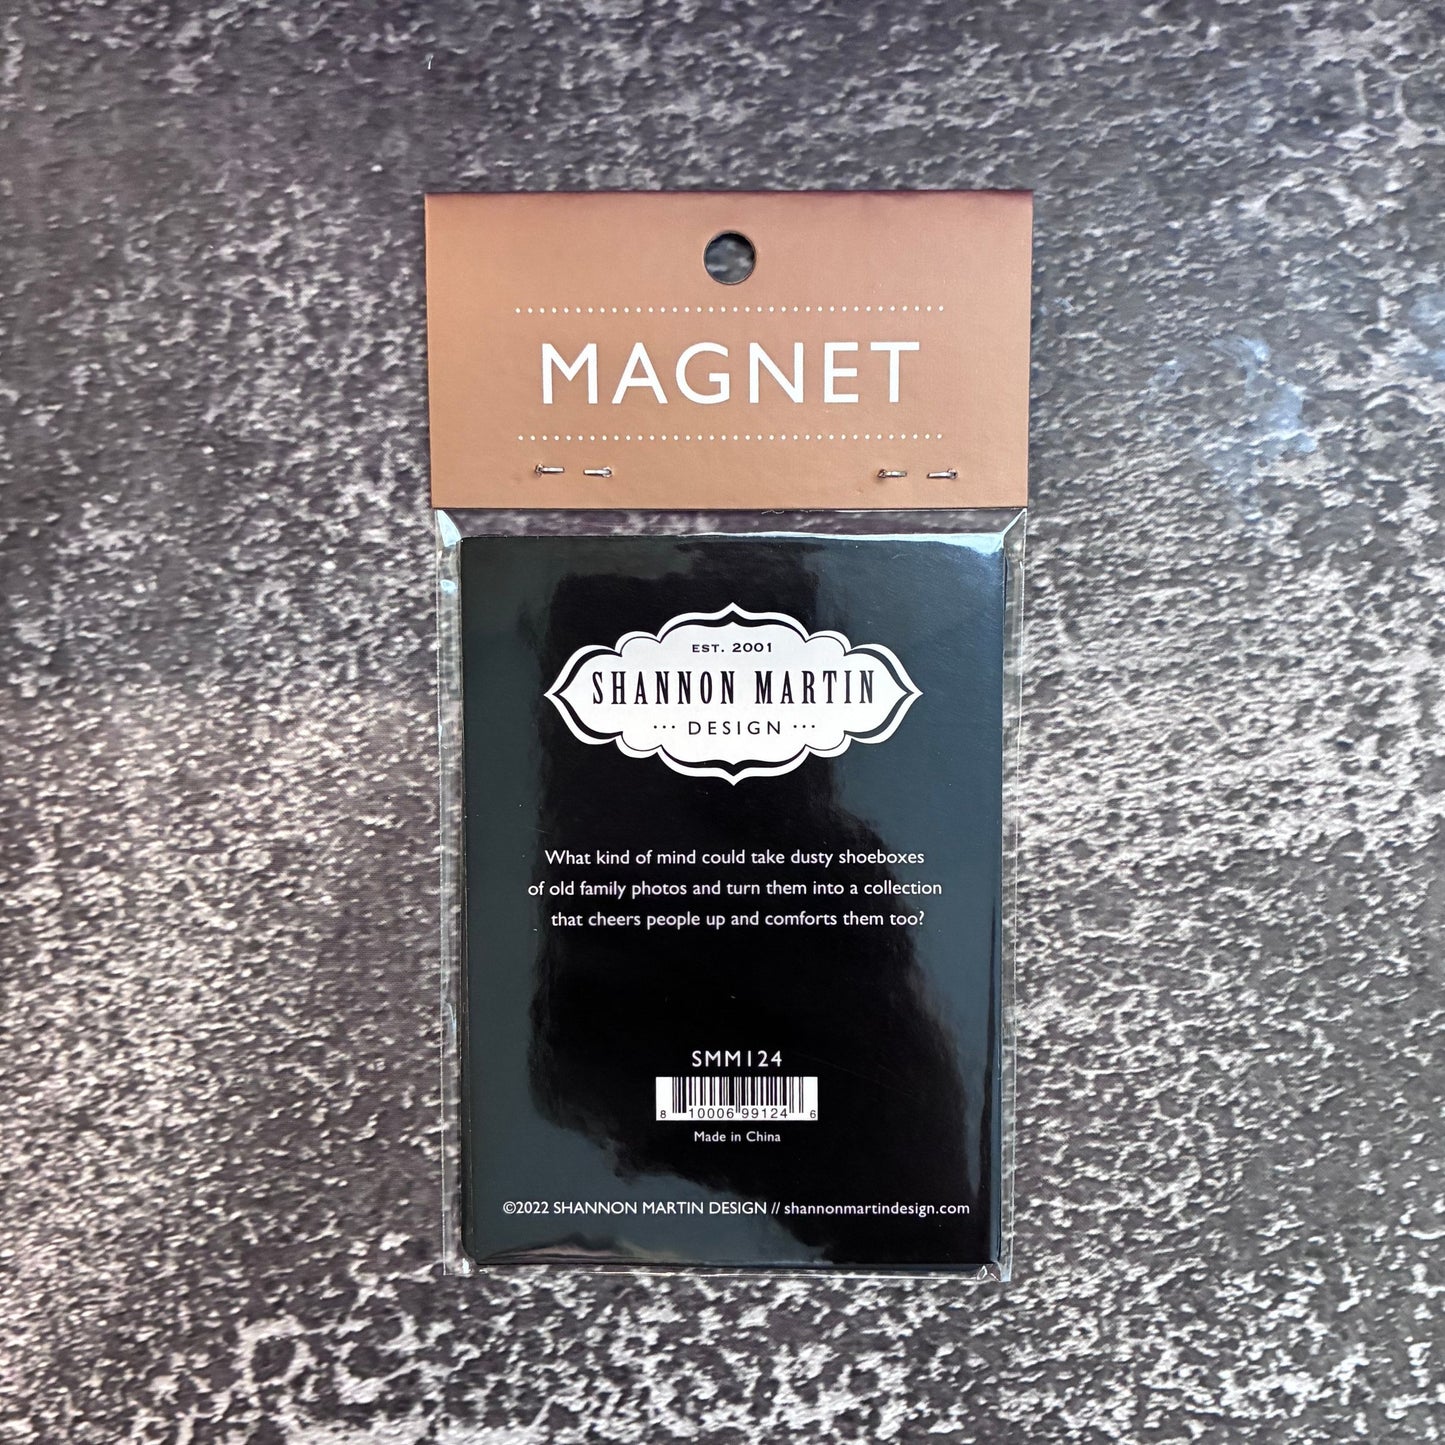 MAGNET
EST. 2001
SHANNON MARTIN
··· DESIGN ···
What kind of mind could take dusty shoeboxes
of old family photos and turn them into a collection
that cheers people up and comforts them too?
SMM124
8 10006 99124 6
Made in China
©2022 SHANNON MARTIN DESIGN // shannonmartindesign.com